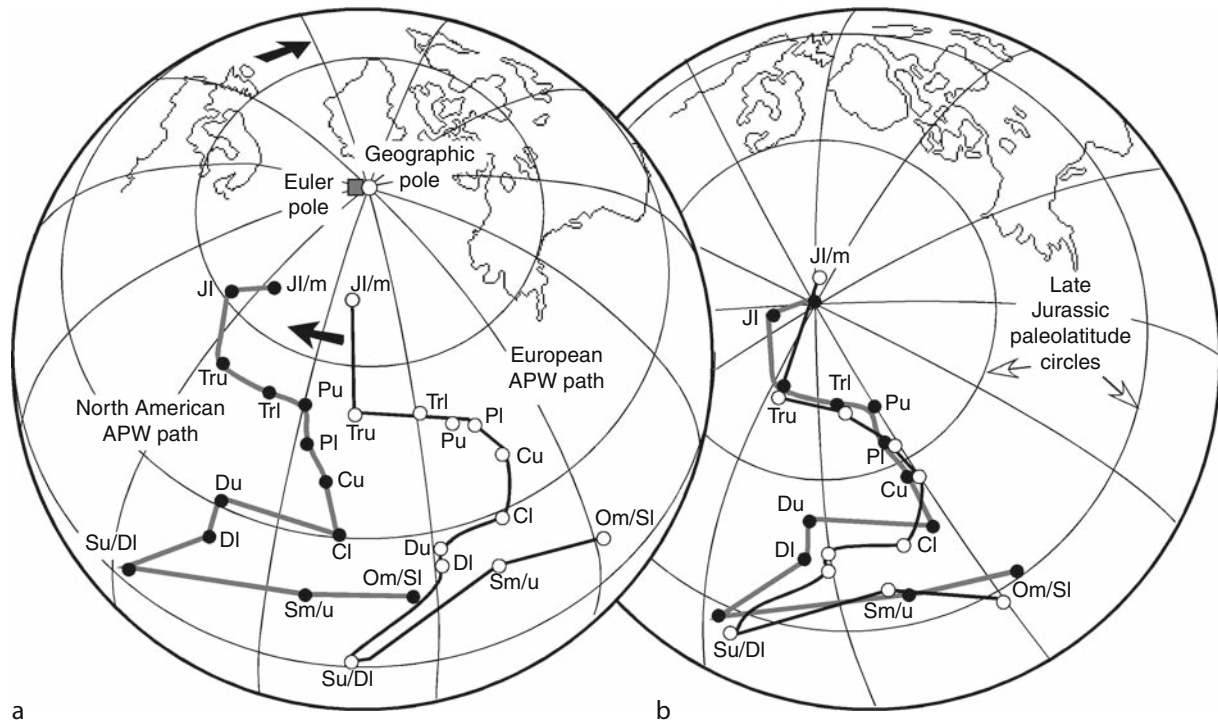 Geographic
pole
Euler
pole
Jl
Jl/m
Jl/m
European
APW path
North American
APW path
Tru
Trl
Pu
Pl
Cu
Cl
Du
Dl
Su/Dl
Sm/u
Om/Sl
Tru
Trl
Pu
Pl
Cu
Cl
Du
Dl
Su/Dl
Sm/u
Om/Sl
a
Jl/m
Jl
Late
Jurassic
paleolatitude
circles
Tru
Trl
Pu
Pl
Cu
Cl
Du
Dl
Su/Dl
Sm/u
Om/Sl
b